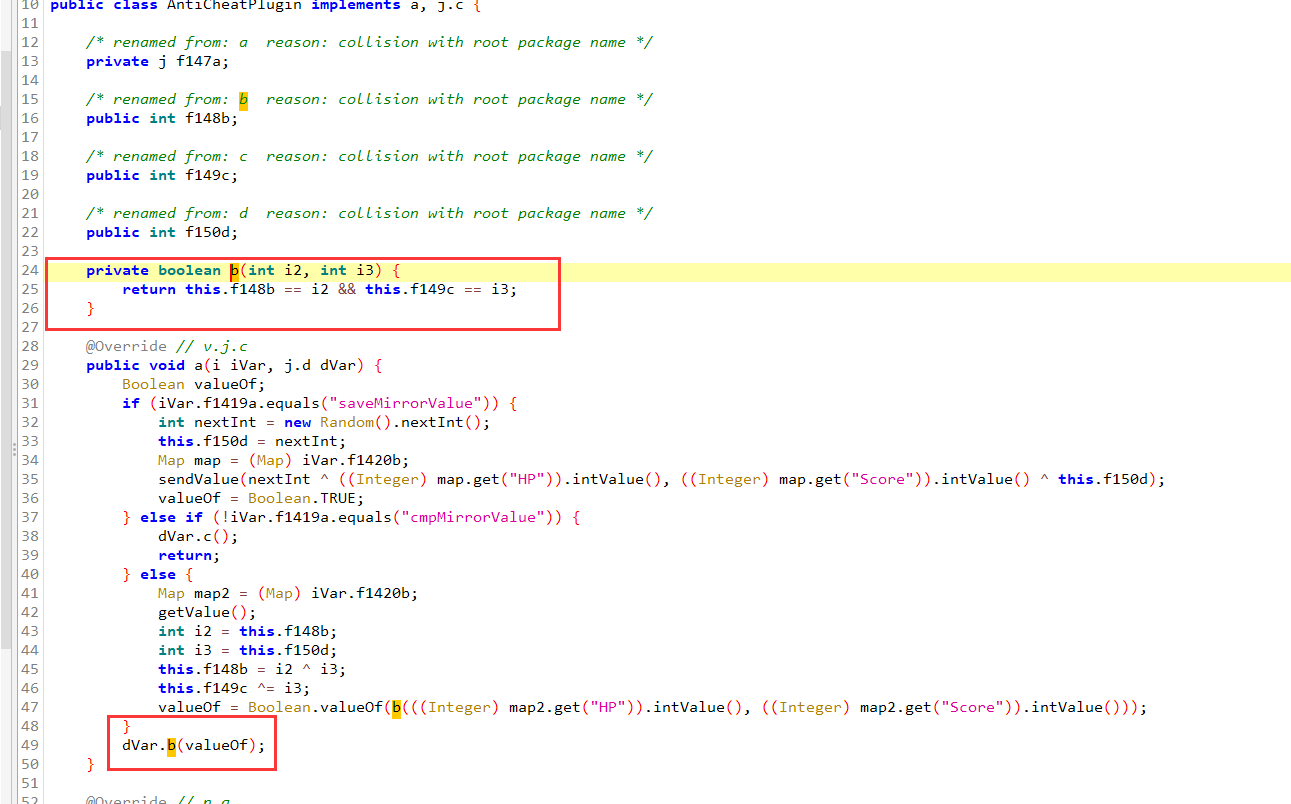 10 public class AntiCheatPlugin implements a, j.c {
11
12 /* renamed from: a  reason: collision with root package name */
13 private j f147a;
14
15 /* renamed from: b  reason: collision with root package name */
16 public int f148b;
17
18 /* renamed from: c  reason: collision with root package name */
19 public int f149c;
20
21 /* renamed from: d  reason: collision with root package name */
22 public int f150d;
23
24 private boolean b(int i2, int i3) {
25 return this.f148b == i2 && this.f149c == i3;
26 }
27
28 @Override // v.j.c
29 public void a(i iVar, j.d dVar) {
30 Boolean valueOf;
31 if (iVar.f1419a.equals("saveMirrorValue")) {
32 int nextInt = new Random().nextInt();
33 this.f150d = nextInt;
34 Map map = (Map) iVar.f1420b;
35 sendValue(nextInt ^ ((Integer) map.get("HP")).intValue(), ((Integer) map.get("Score")).intValue() ^ this.f150d);
36 valueOf = Boolean.TRUE;
37 } else if (!iVar.f1419a.equals("cmpMirrorValue")) {
38 dVar.c();
39 return;
40 } else {
41 Map map2 = (Map) iVar.f1420b;
42 getValue();
43 int i2 = this.f148b;
44 int i3 = this.f150d;
45 this.f148b = i2 ^ i3;
46 this.f149c ^= i3;
47 valueOf = Boolean.valueOf(b(((Integer) map2.get("HP")).intValue(), ((Integer) map2.get("Score")).intValue()));
48 }
49 dVar.b(valueOf);
50 }
51
52 @Override // n.a